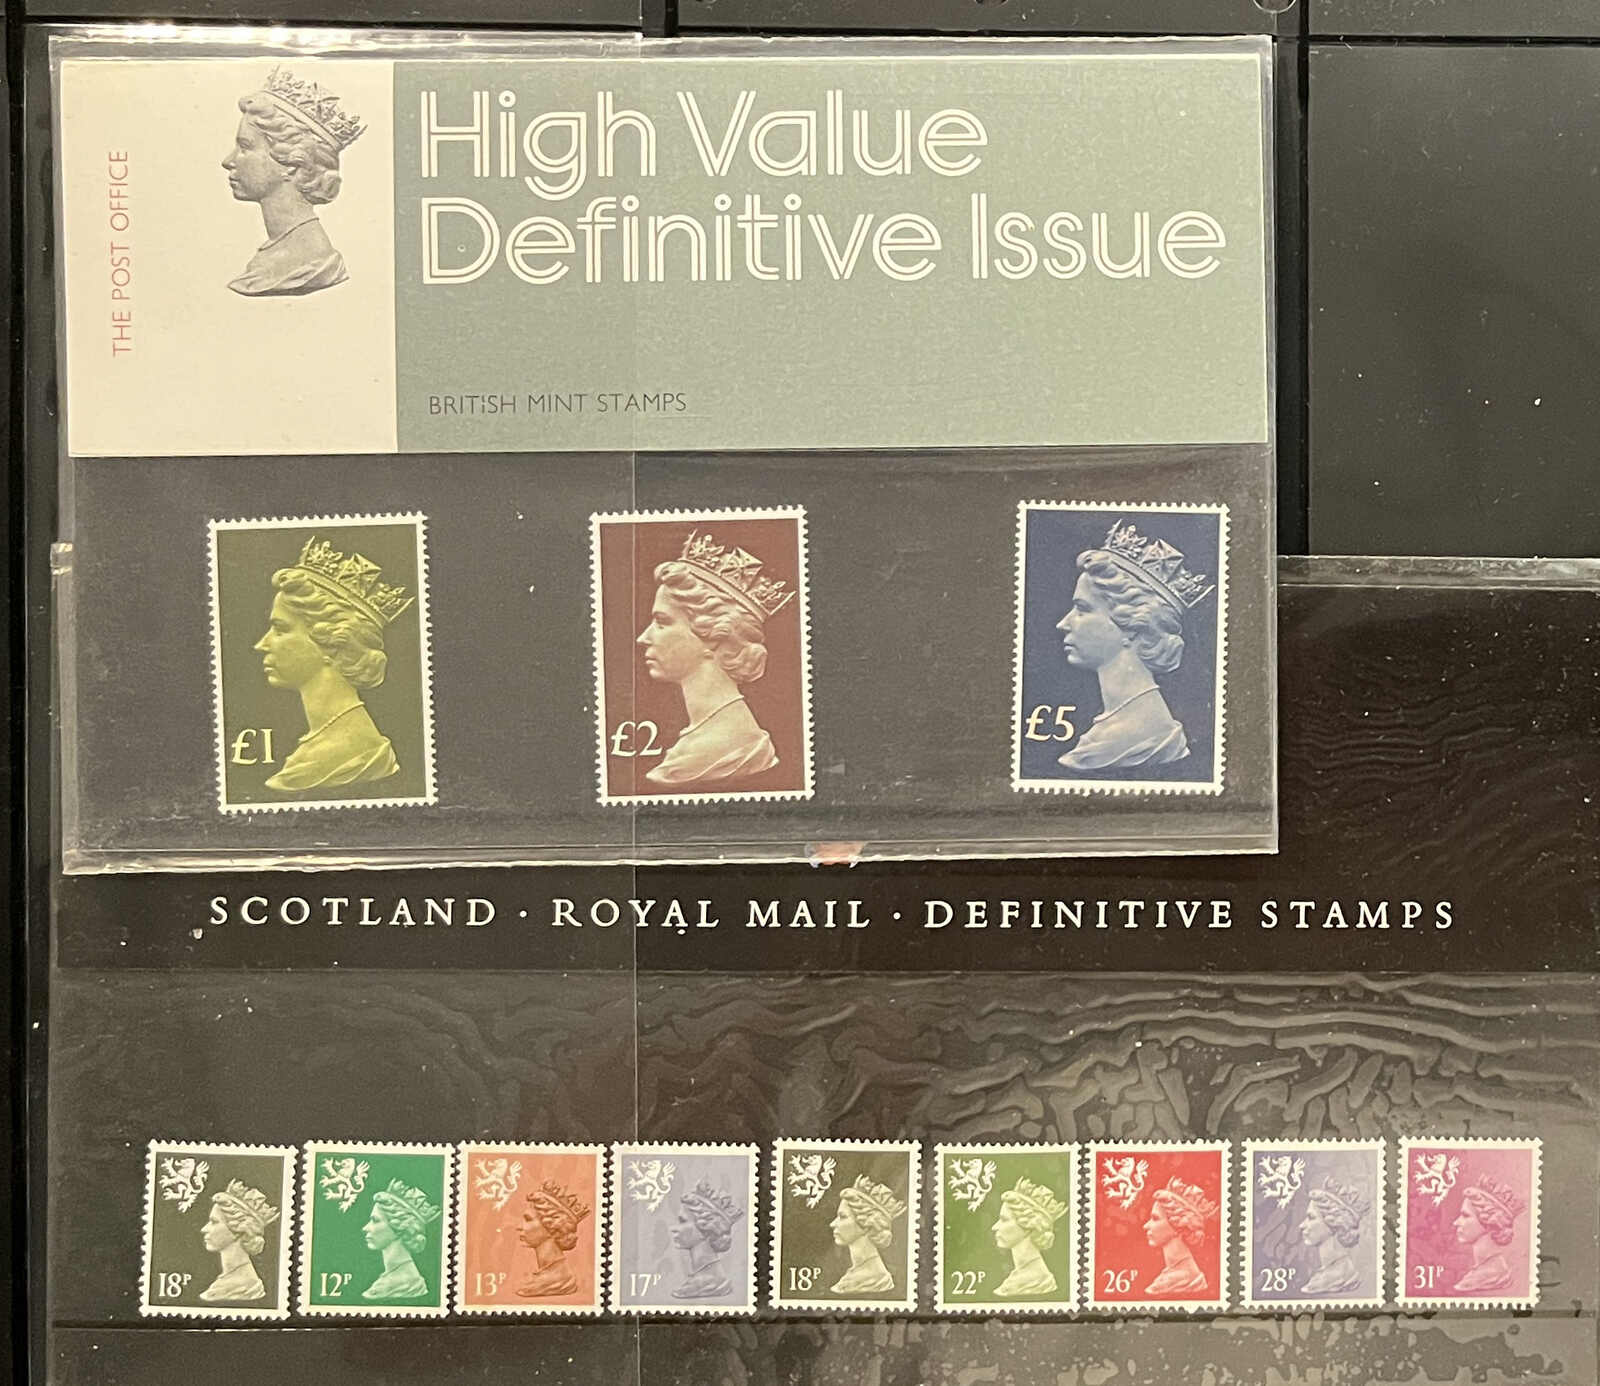 THE POST OFFICE
High Value
Definitive Issue
BRITISH MINT STAMPS
£1
£2
£5
SCOTLAND · ROYAL MAIL · DEFINITIVE STAMPS
18P
12P
13P
17P
18P
22P
26P
28P
31P